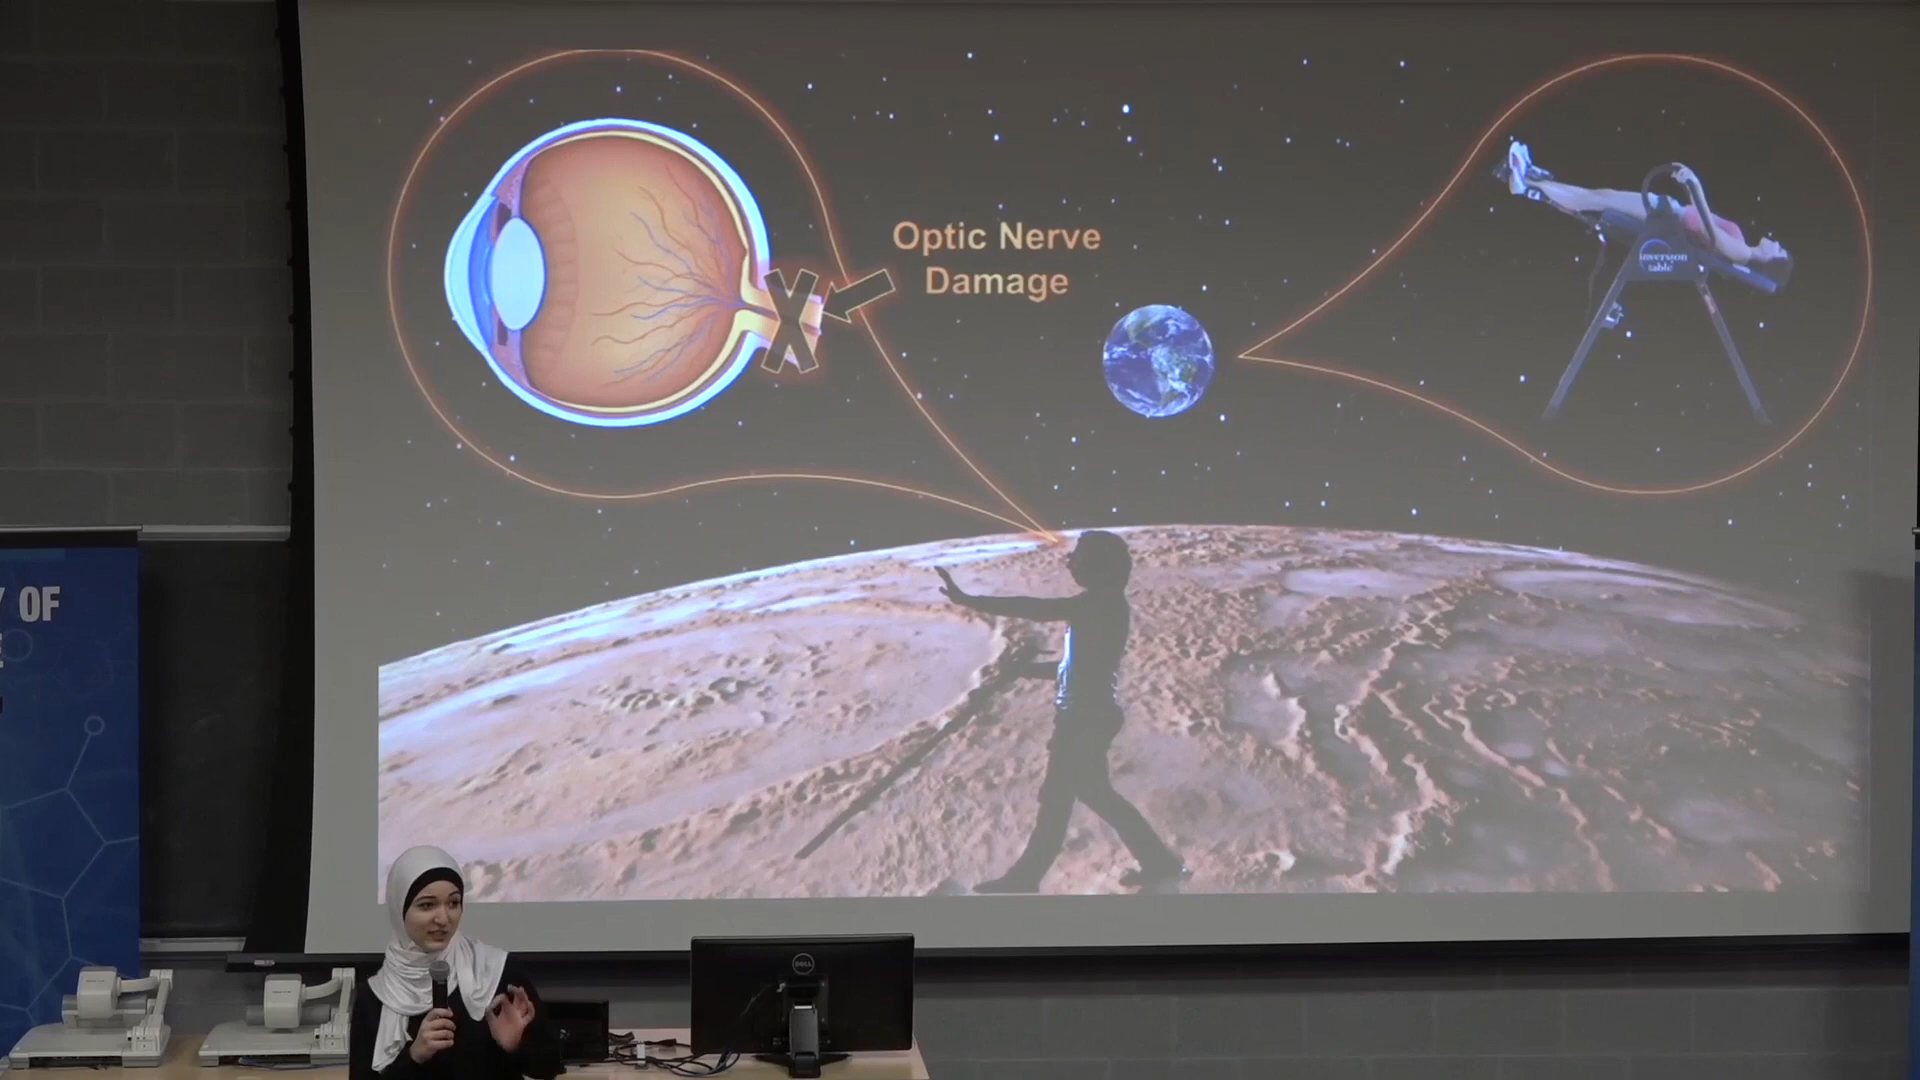 Optic Nerve
Damage
inversion
table
Y OF
DELL